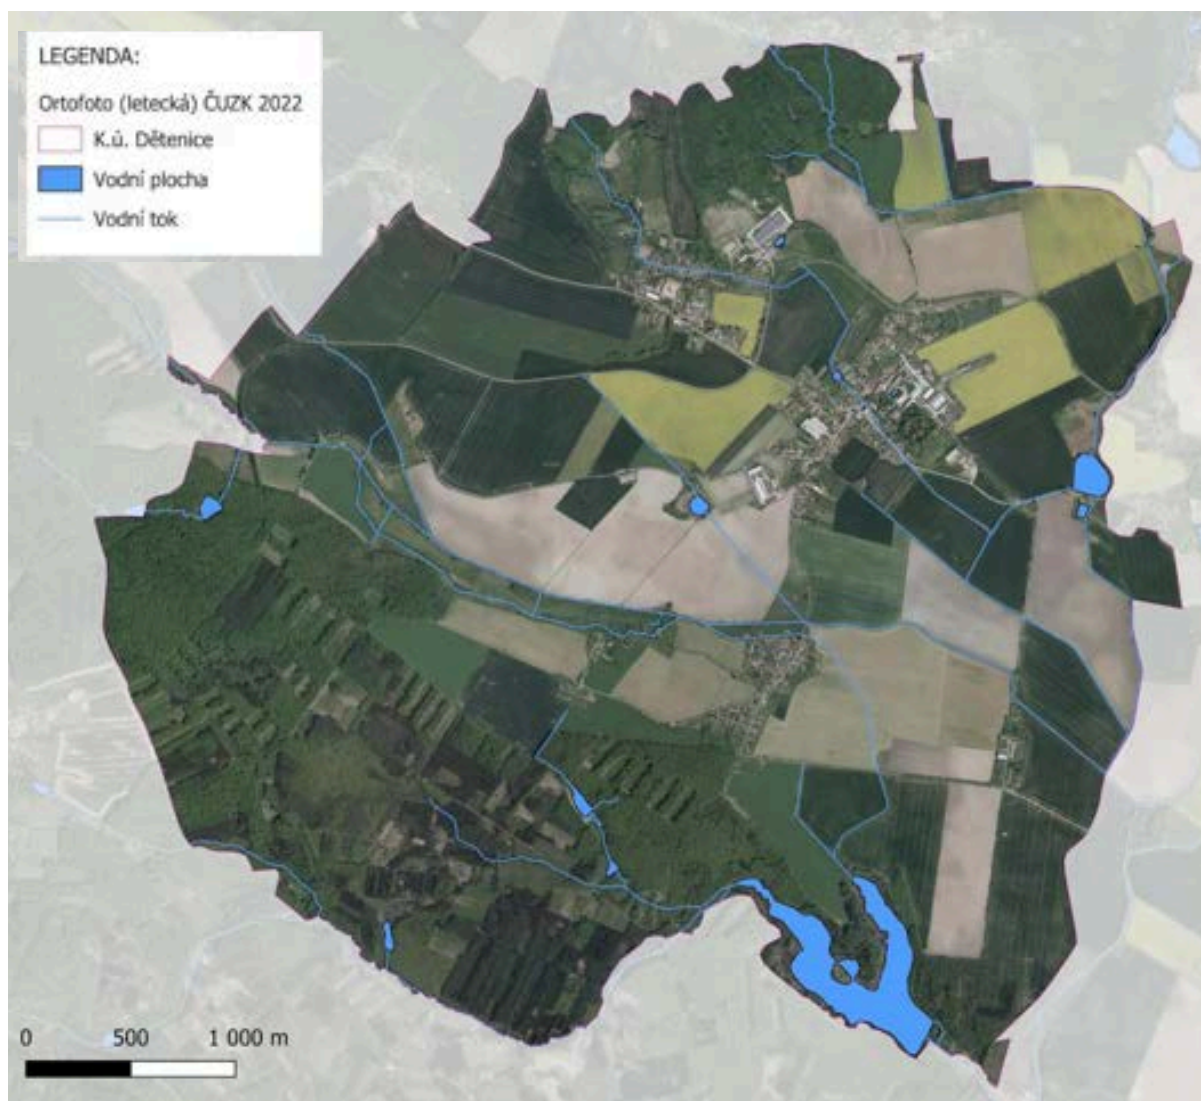 LEGENDA:
Ortofoto (letecká) ČUZK 2022
K.ú. Dětenice
Vodní plocha
Vodní tok
0 500 1 000 m